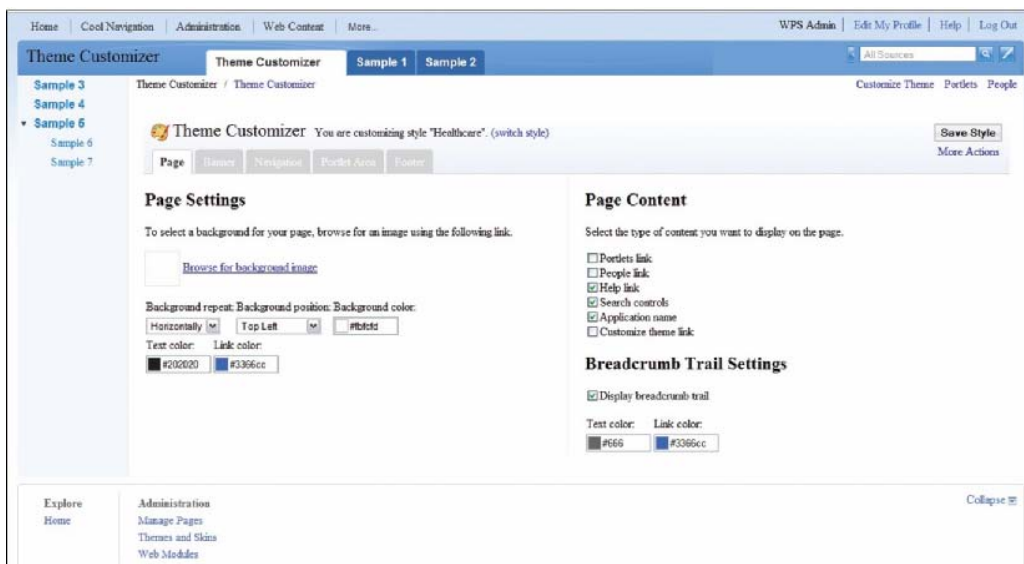 Home | Cool Navigation | Administration | Web Content | More...
WPS Admin | Edit My Profile | Help | Log Out
Theme Customizer
Theme Customizer
Sample 1
Sample 2
All Sources
Sample 3
Sample 4
Sample 5
Sample 6
Sample 7
Theme Customizer / Theme Customizer
Customize Theme Portlets People
Theme Customizer You are customizing style "Healthcare". (switch style)
Save Style
More Actions
Page Banner Navigation Portlet Area Footer
Page Settings
To select a background for your page, browse for an image using the following link.
Browse for background image
Background repeat: Background position: Background color:
Horizontally Top Left #fbfcfd
Text color: Link color:
#202020 #3366cc
Page Content
Select the type of content you want to display on the page.
Portlets link
People link
Help link
Search controls
Application name
Customize theme link
Breadcrumb Trail Settings
Display breadcrumb trail
Text color: Link color:
#666 #3366cc
Explore
Home
Administration
Manage Pages
Themes and Skins
Web Modules
Collapse